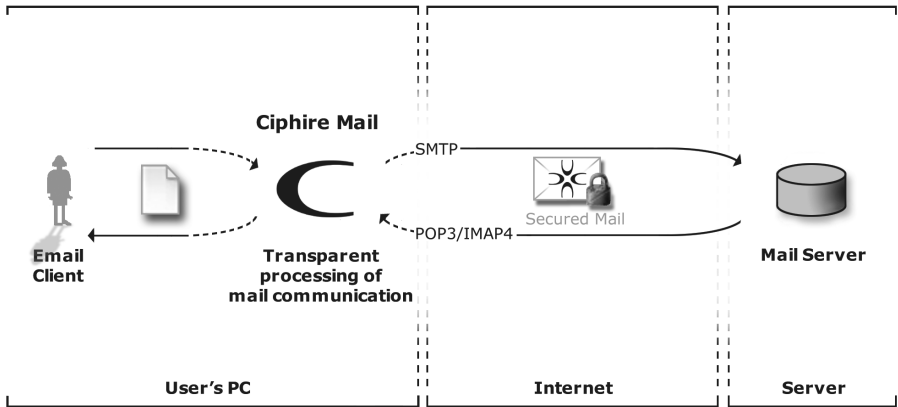 Ciphire Mail
SMTP
Secured Mail
POP3/IMAP4
Email
Client
Transparent
processing of
mail communication
Mail Server
User's PC
Internet
Server